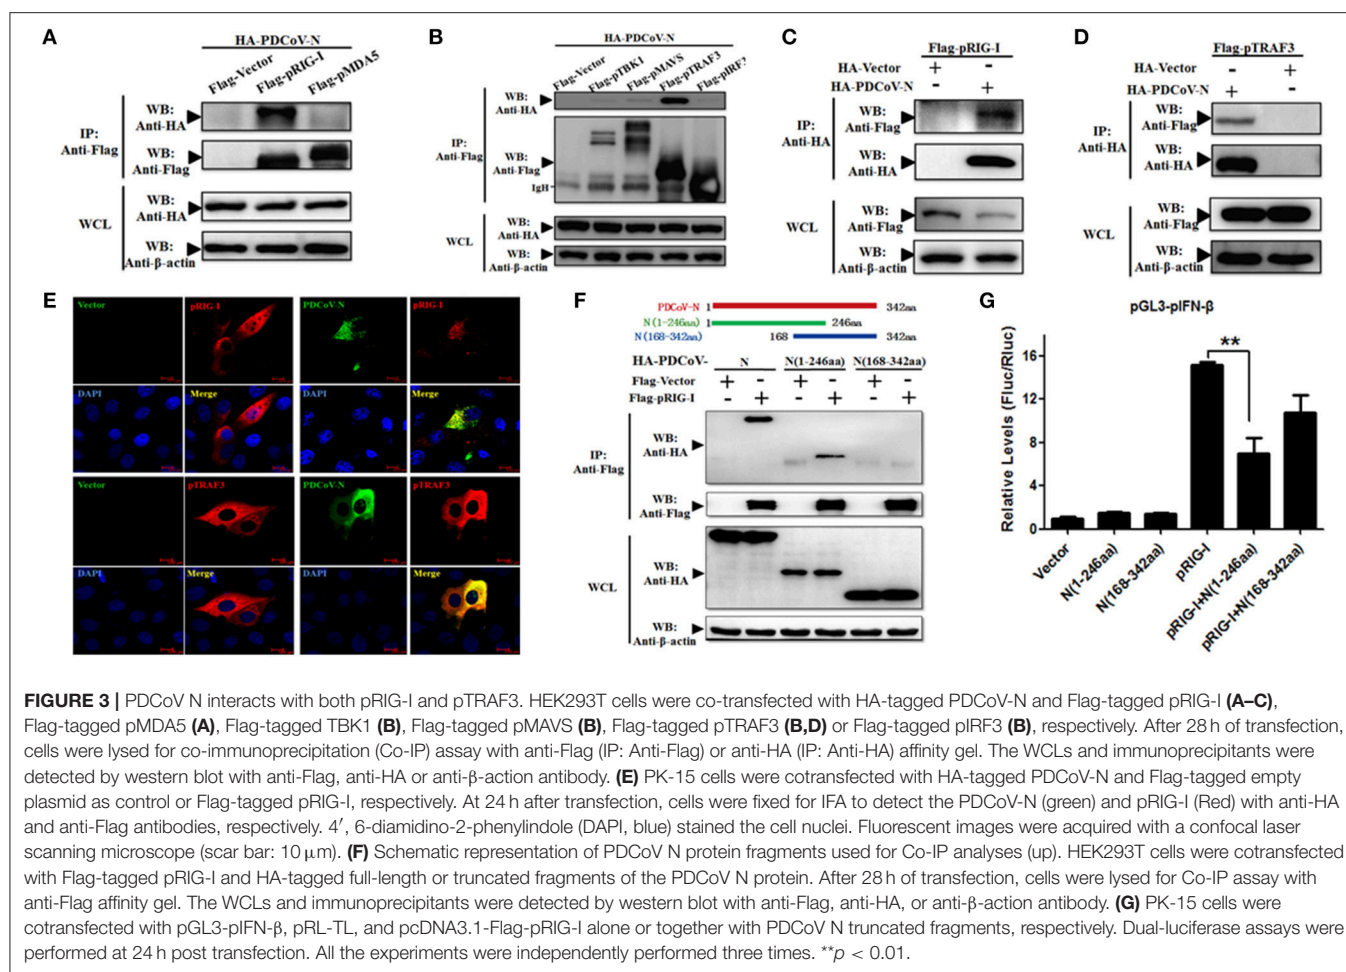 A
HA-PDCoV-N
Flag-Vector
Flag-pRIG-I
Flag-pMDA5
IP:
Anti-Flag
WB:
Anti-HA
WB:
Anti-Flag
WCL
WB:
Anti-HA
WB:
Anti-β-actin
B
HA-PDCoV-N
Flag-Vector
Flag-pTBK1
Flag-pMAVS
Flag-pTRAF3
Flag-pIRF3
WB:
Anti-HA
IP:
Anti-Flag
WB:
Anti-Flag
IgH
WCL
WB:
Anti-HA
WB:
Anti-β-actin
C
Flag-pRIG-I
HA-Vector + -
HA-PDCoV-N - +
IP:
Anti-HA
WB:
Anti-Flag
WB:
Anti-HA
WCL
WB:
Anti-Flag
WB:
Anti-β-actin
D
Flag-pTRAF3
HA-Vector - +
HA-PDCoV-N + -
IP:
Anti-HA
WB:
Anti-Flag
WB:
Anti-HA
WCL
WB:
Anti-Flag
WB:
Anti-β-actin
E
Vector pRIG-I PDCoV-N pRIG-I
DAPI Merge DAPI Merge
Vector pTRAF3 PDCoV-N pTRAF3
DAPI Merge DAPI Merge
F
PDCoV-N 1 342aa
N(1-246aa) 1 246aa
N(168-342aa) 168 342aa
HA-PDCoV- N N(1-246aa) N(168-342aa)
Flag-Vector + - + - + -
Flag-pRIG-I - + - + - +
IP:
Anti-Flag
WB:
Anti-HA
WB:
Anti-Flag
WCL
WB:
Anti-HA
WB:
Anti-β-actin
G
pGL3-pIFN-β
Relative Levels (Fluc/Rluc)
16
12
8
4
0
**
Vector
N(1-246aa)
N(168-342aa)
pRIG-I
pRIG-I+N(1-246aa)
pRIG-I+N(168-342aa)
FIGURE 3 | PDCoV N interacts with both pRIG-I and pTRAF3. HEK293T cells were co-transfected with HA-tagged PDCoV-N and Flag-tagged pRIG-I (A–C),
Flag-tagged pMDA5 (A), Flag-tagged TBK1 (B), Flag-tagged pMAVS (B), Flag-tagged pTRAF3 (B,D) or Flag-tagged pIRF3 (B), respectively. After 28 h of transfection,
cells were lysed for co-immunoprecipitation (Co-IP) assay with anti-Flag (IP: Anti-Flag) or anti-HA (IP: Anti-HA) affinity gel. The WCLs and immunoprecipitants were
detected by western blot with anti-Flag, anti-HA or anti-β-action antibody. (E) PK-15 cells were cotransfected with HA-tagged PDCoV-N and Flag-tagged empty
plasmid as control or Flag-tagged pRIG-I, respectively. At 24 h after transfection, cells were fixed for IFA to detect the PDCoV-N (green) and pRIG-I (Red) with anti-HA
and anti-Flag antibodies, respectively. 4′, 6-diamidino-2-phenylindole (DAPI, blue) stained the cell nuclei. Fluorescent images were acquired with a confocal laser
scanning microscope (scar bar: 10 μm). (F) Schematic representation of PDCoV N protein fragments used for Co-IP analyses (up). HEK293T cells were cotransfected
with Flag-tagged pRIG-I and HA-tagged full-length or truncated fragments of the PDCoV N protein. After 28 h of transfection, cells were lysed for Co-IP assay with
anti-Flag affinity gel. The WCLs and immunoprecipitants were detected by western blot with anti-Flag, anti-HA, or anti-β-action antibody. (G) PK-15 cells were
cotransfected with pGL3-pIFN-β, pRL-TL, and pcDNA3.1-Flag-pRIG-I alone or together with PDCoV N truncated fragments, respectively. Dual-luciferase assays were
performed at 24 h post transfection. All the experiments were independently performed three times. **p < 0.01.